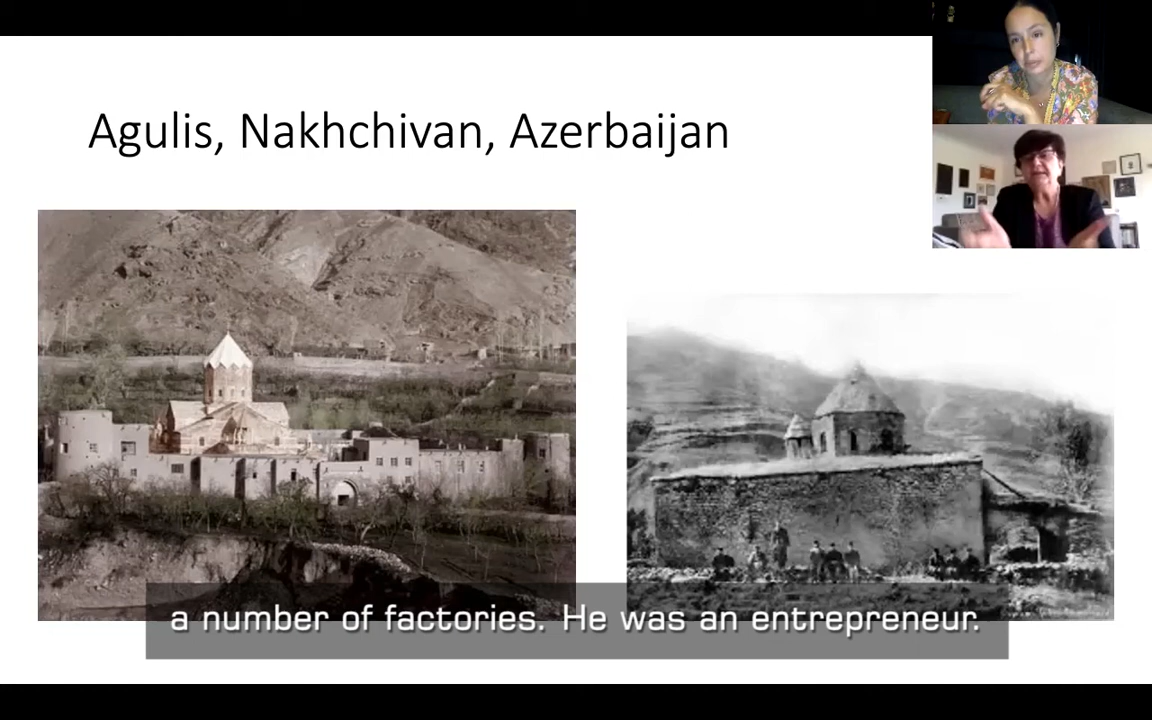 Agulis, Nakhchivan, Azerbaijan
a number of factories. He was an entrepreneur.